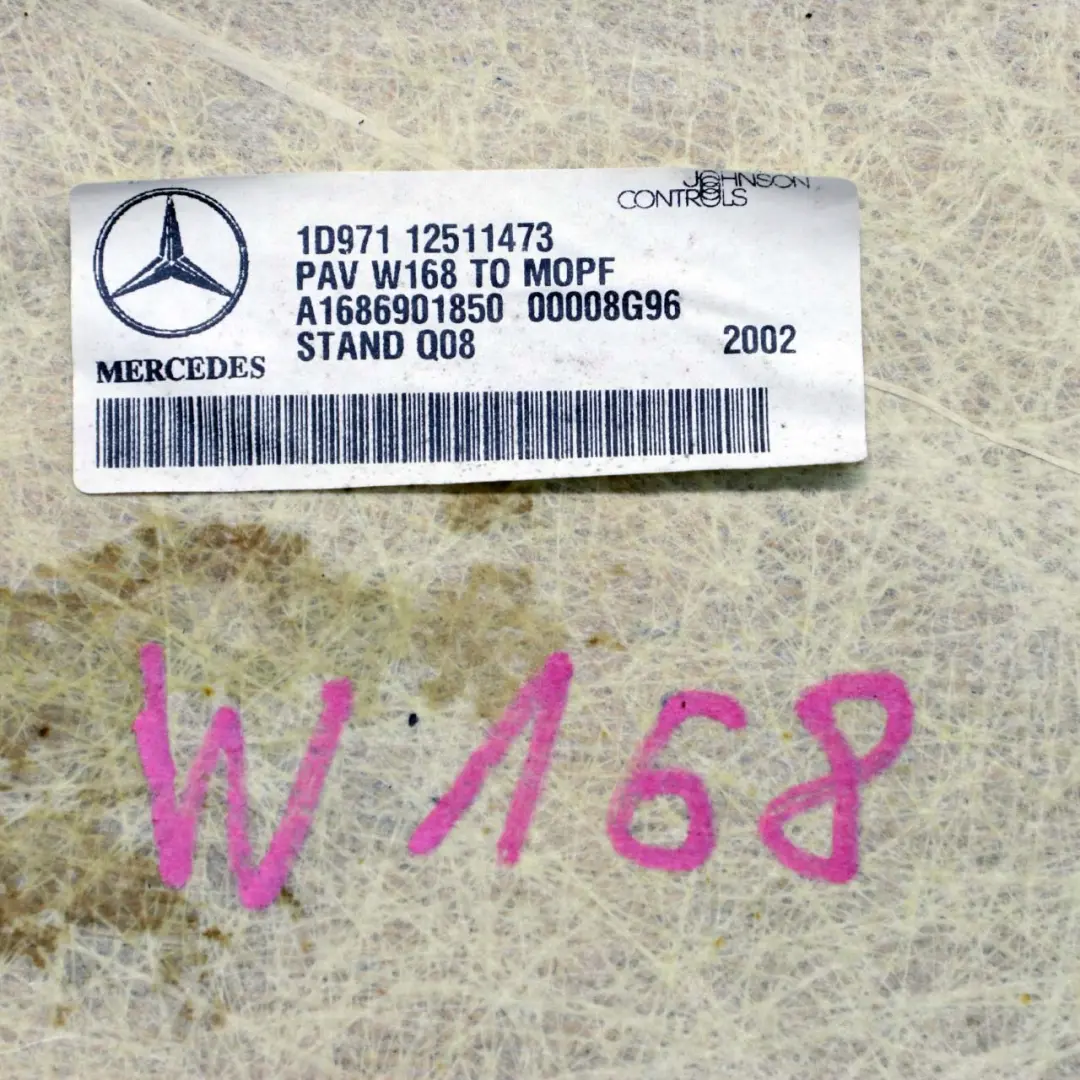 JOHNSON
CONTROLS
1D971 12511473
PAV W168 TO MOPF
A1686901850 00008G96
STAND Q08 2002
MERCEDES
W168